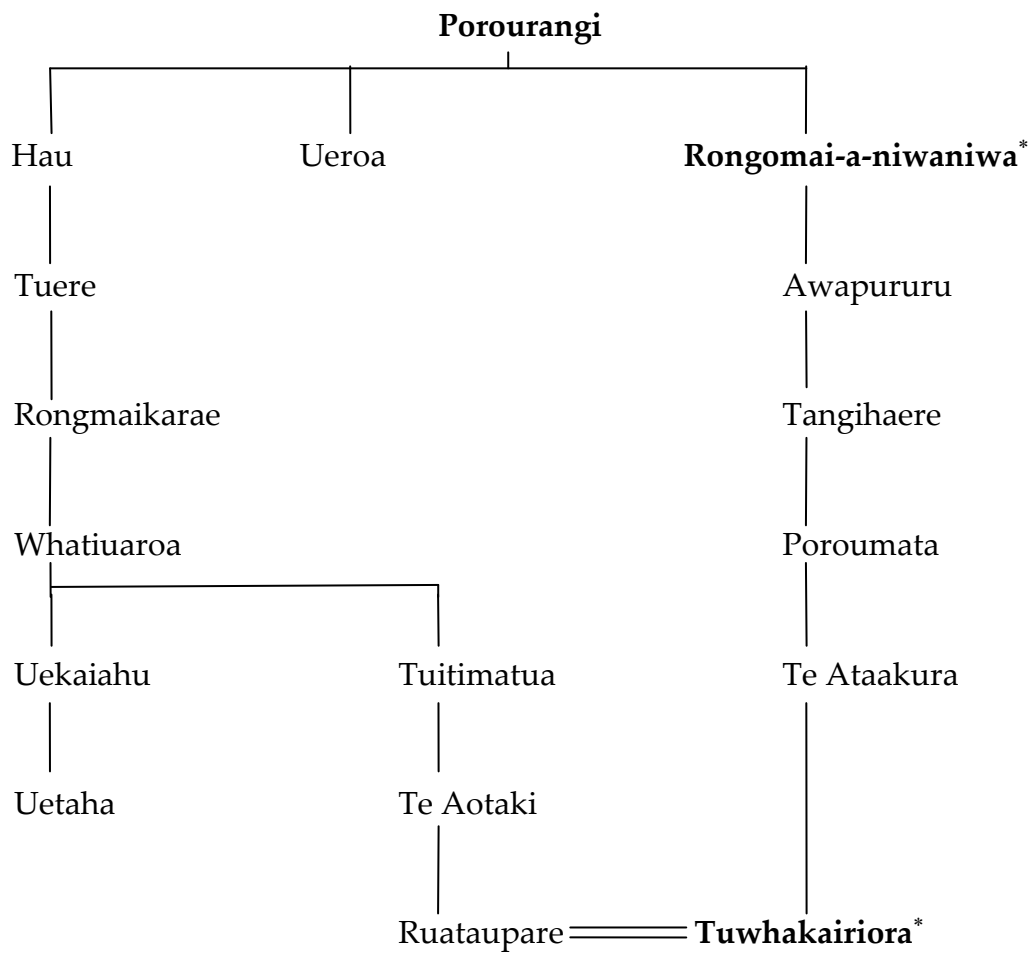 Porourangi
Hau Ueroa Rongomai-a-niwaniwa*
Tuere Awapururu
Rongmaikarae Tangihaere
Whatiuaroa Poroumata
Uekaiahu Tuitimatua Te Ataakura
Uetaha Te Aotaki
Ruataupare Tuwhakairiora*